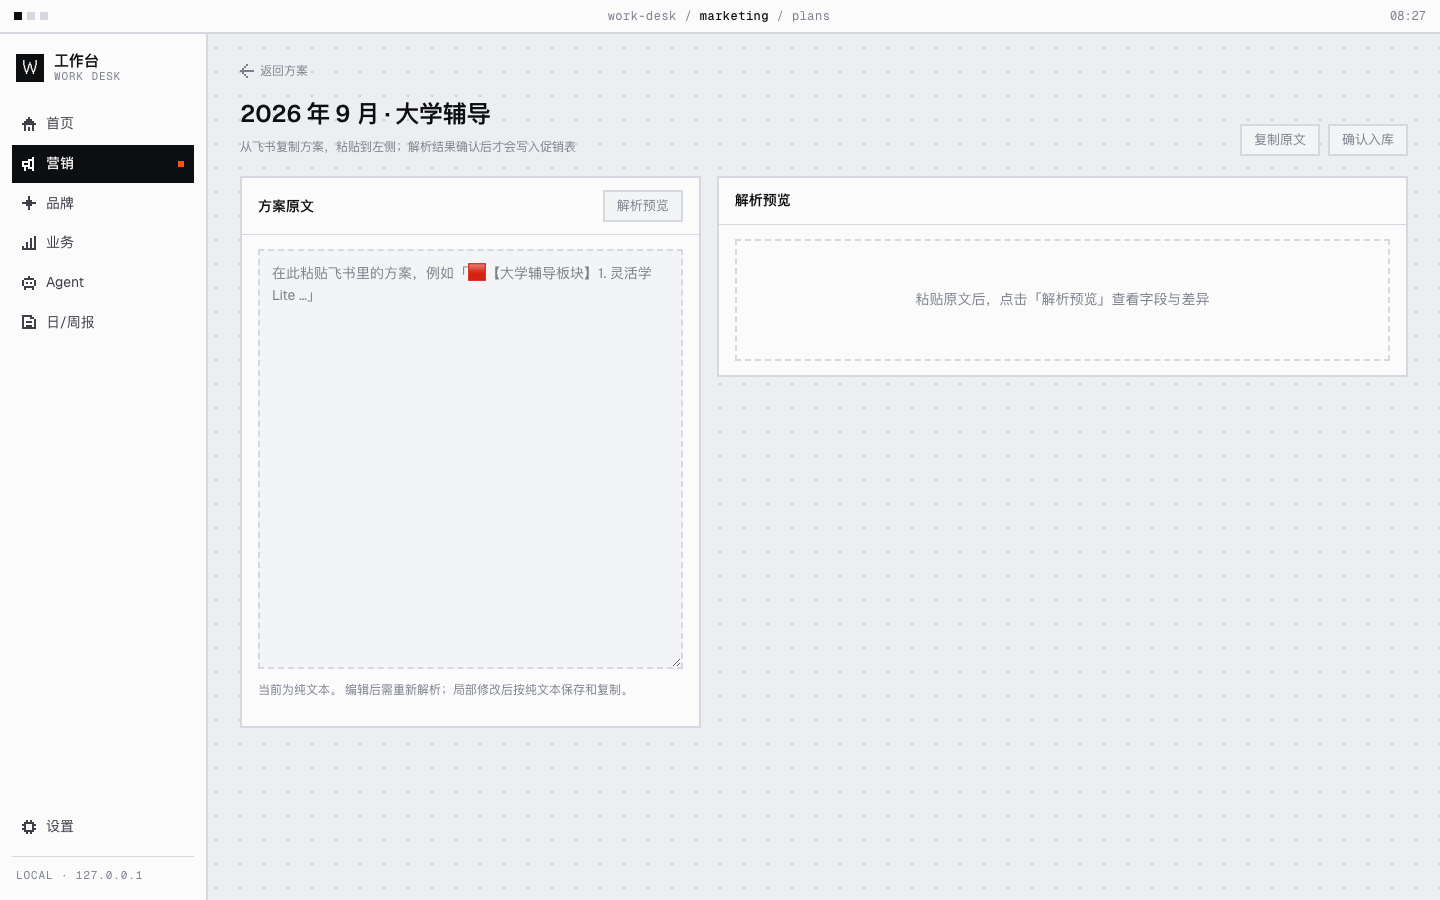 work-desk / marketing / plans
08:27
W
工作台
WORK DESK
首页
营销
品牌
业务
Agent
日/周报
设置
LOCAL · 127.0.0.1
返回方案
2026 年 9 月 · 大学辅导
从飞书复制方案，粘贴到左侧；解析结果确认后才会写入促销表
复制原文
确认入库
方案原文
解析预览
在此粘贴飞书里的方案，例如「🟥【大学辅导板块】1. 灵活学
Lite …」
当前为纯文本。 编辑后需重新解析；局部修改后按纯文本保存和复制。
解析预览
粘贴原文后，点击「解析预览」查看字段与差异